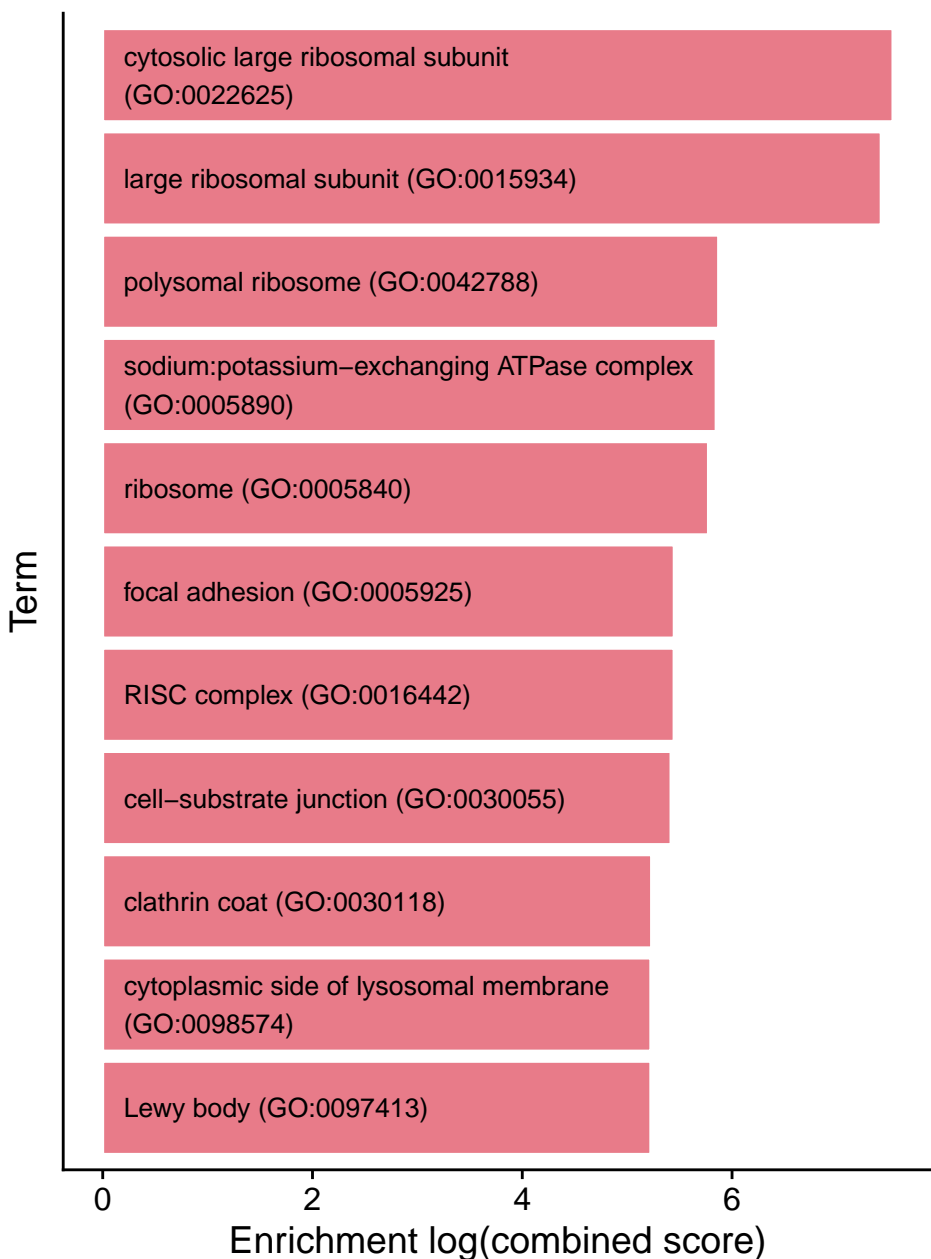 cytosolic large ribosomal subunit
(GO:0022625)
large ribosomal subunit (GO:0015934)
polysomal ribosome (GO:0042788)
sodium:potassium−exchanging ATPase complex
(GO:0005890)
ribosome (GO:0005840)
focal adhesion (GO:0005925)
RISC complex (GO:0016442)
cell−substrate junction (GO:0030055)
clathrin coat (GO:0030118)
cytoplasmic side of lysosomal membrane
(GO:0098574)
Lewy body (GO:0097413)
Term
0 2 4 6
Enrichment log(combined score)